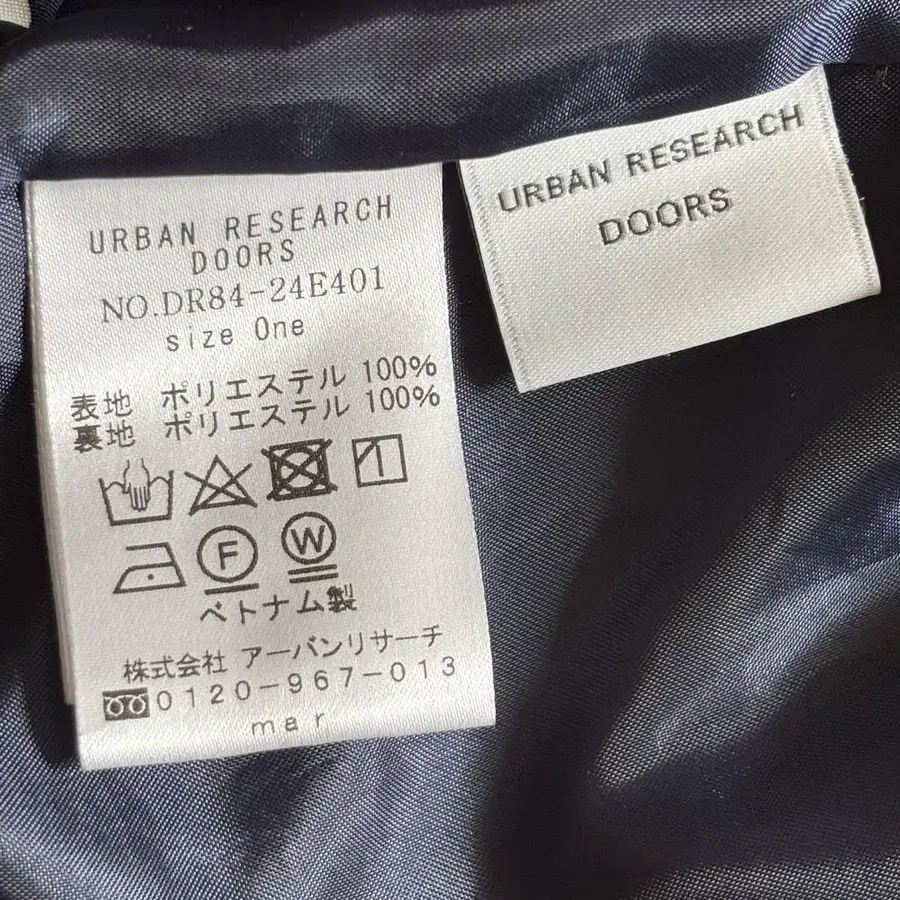 URBAN RESEARCH
DOORS
NO.DR84-24E401
size One
表地 ポリエステル 100%
裏地 ポリエステル 100%
F W
ベトナム製
株式会社 アーバンリサーチ
0120-967-013
mar
URBAN RESEARCH
DOORS